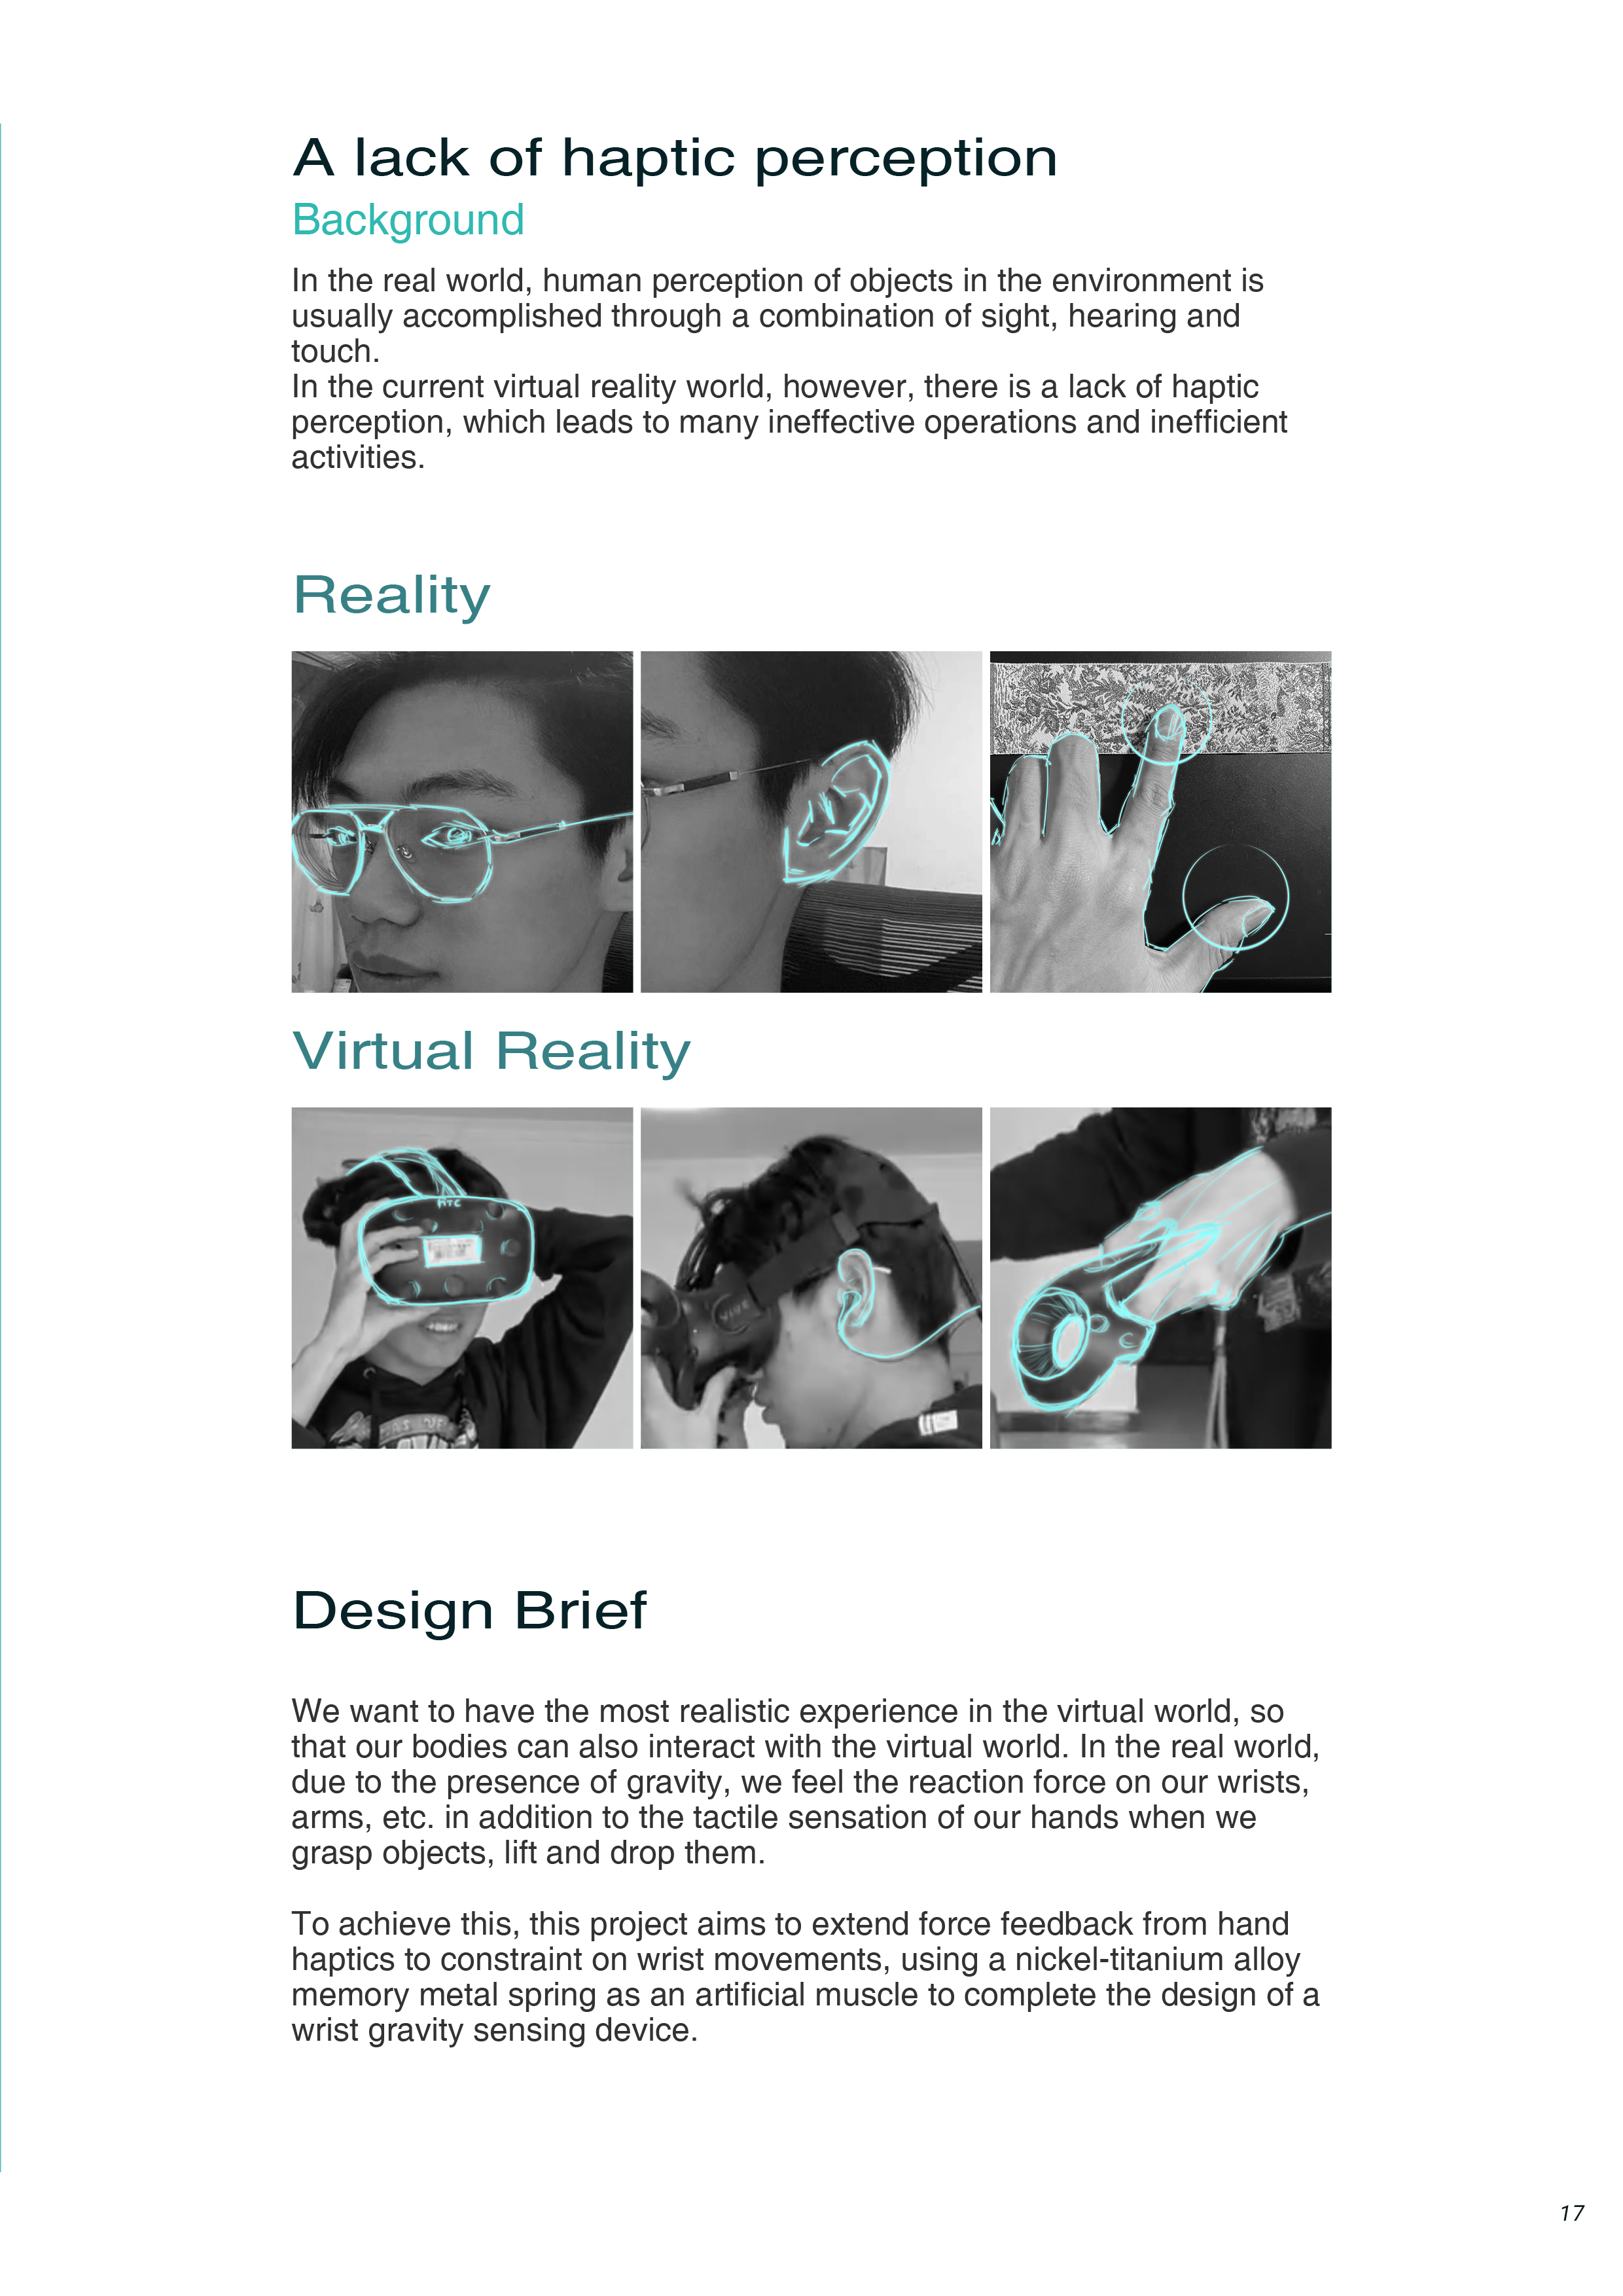 A lack of haptic perception
Background
In the real world, human perception of objects in the environment is
usually accomplished through a combination of sight, hearing and
touch.
In the current virtual reality world, however, there is a lack of haptic
perception, which leads to many ineffective operations and inefficient
activities.
Reality
Virtual Reality
HTC
VIVE
Design Brief
We want to have the most realistic experience in the virtual world, so
that our bodies can also interact with the virtual world. In the real world,
due to the presence of gravity, we feel the reaction force on our wrists,
arms, etc. in addition to the tactile sensation of our hands when we
grasp objects, lift and drop them.
To achieve this, this project aims to extend force feedback from hand
haptics to constraint on wrist movements, using a nickel-titanium alloy
memory metal spring as an artificial muscle to complete the design of a
wrist gravity sensing device.
17